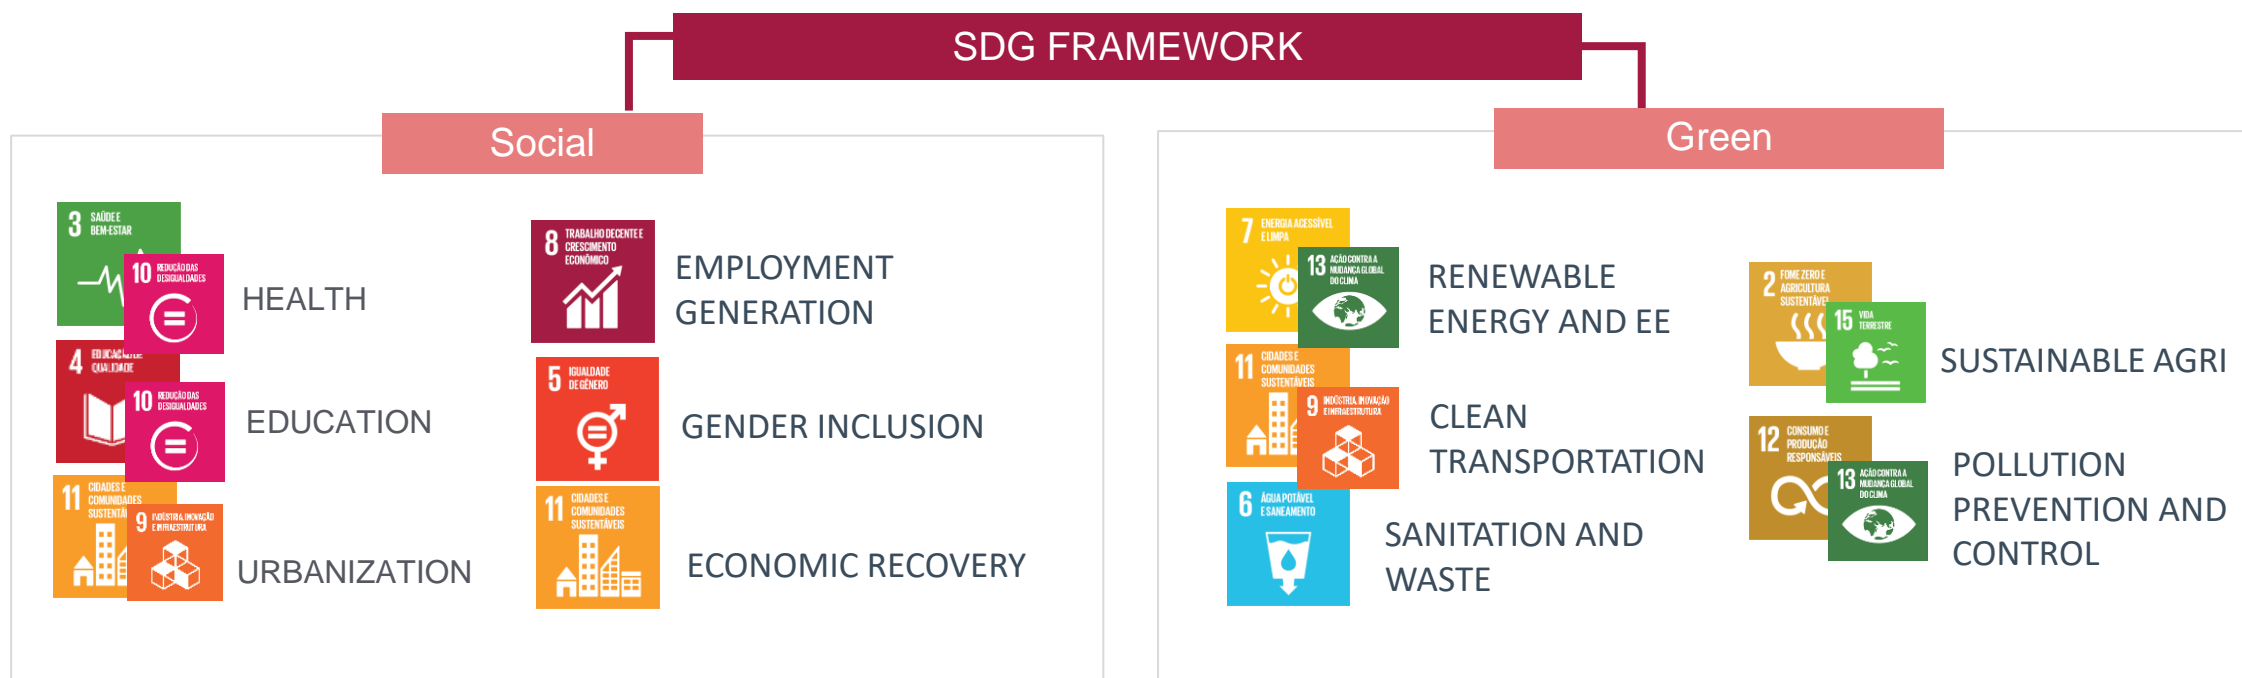 SDG FRAMEWORK
Social
3 SAÚDE E
BEM-ESTAR
10 REDUÇÃO DAS
DESIGUALDADES
HEALTH
4 EDUCAÇÃO DE
QUALIDADE
10 REDUÇÃO DAS
DESIGUALDADES
EDUCATION
11 CIDADES E
COMUNIDADES
9 INDÚSTRIA, INOVAÇÃO
E INFRAESTRUTURA
URBANIZATION
8 TRABALHO DECENTE E
CRESCIMENTO
ECONÔMICO
EMPLOYMENT
GENERATION
5 IGUALDADE
DE GÊNERO
GENDER INCLUSION
11 CIDADES E
COMUNIDADES
SUSTENTÁVEIS
ECONOMIC RECOVERY
Green
7 ENERGIA ACESSÍVEL
E LIMPA
13 AÇÃO CONTRA A
MUDANÇA GLOBAL
DO CLIMA
RENEWABLE
ENERGY AND EE
11 CIDADES E
COMUNIDADES
SUSTENTÁVEIS
9 INDÚSTRIA, INOVAÇÃO
E INFRAESTRUTURA
CLEAN
TRANSPORTATION
6 ÁGUA POTÁVEL
E SANEAMENTO
SANITATION AND
WASTE
2 FOME ZERO E
AGRICULTURA
SUSTENTÁVEL
15 VIDA
TERRESTRE
SUSTAINABLE AGRI
12 CONSUMO E
PRODUÇÃO
RESPONSÁVEIS
13 AÇÃO CONTRA A
MUDANÇA GLOBAL
DO CLIMA
POLLUTION
PREVENTION AND
CONTROL